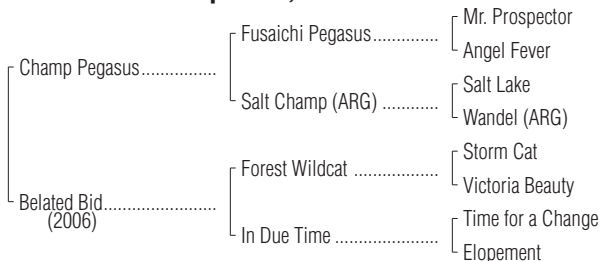 Champ Pegasus................
Fusaichi Pegasus..............
Mr. Prospector
Angel Fever
Salt Champ (ARG) ............
Salt Lake
Wandel (ARG)
Belated Bid........................
(2006)
Forest Wildcat ..................
Storm Cat
Victoria Beauty
In Due Time ......................
Time for a Change
Elopement